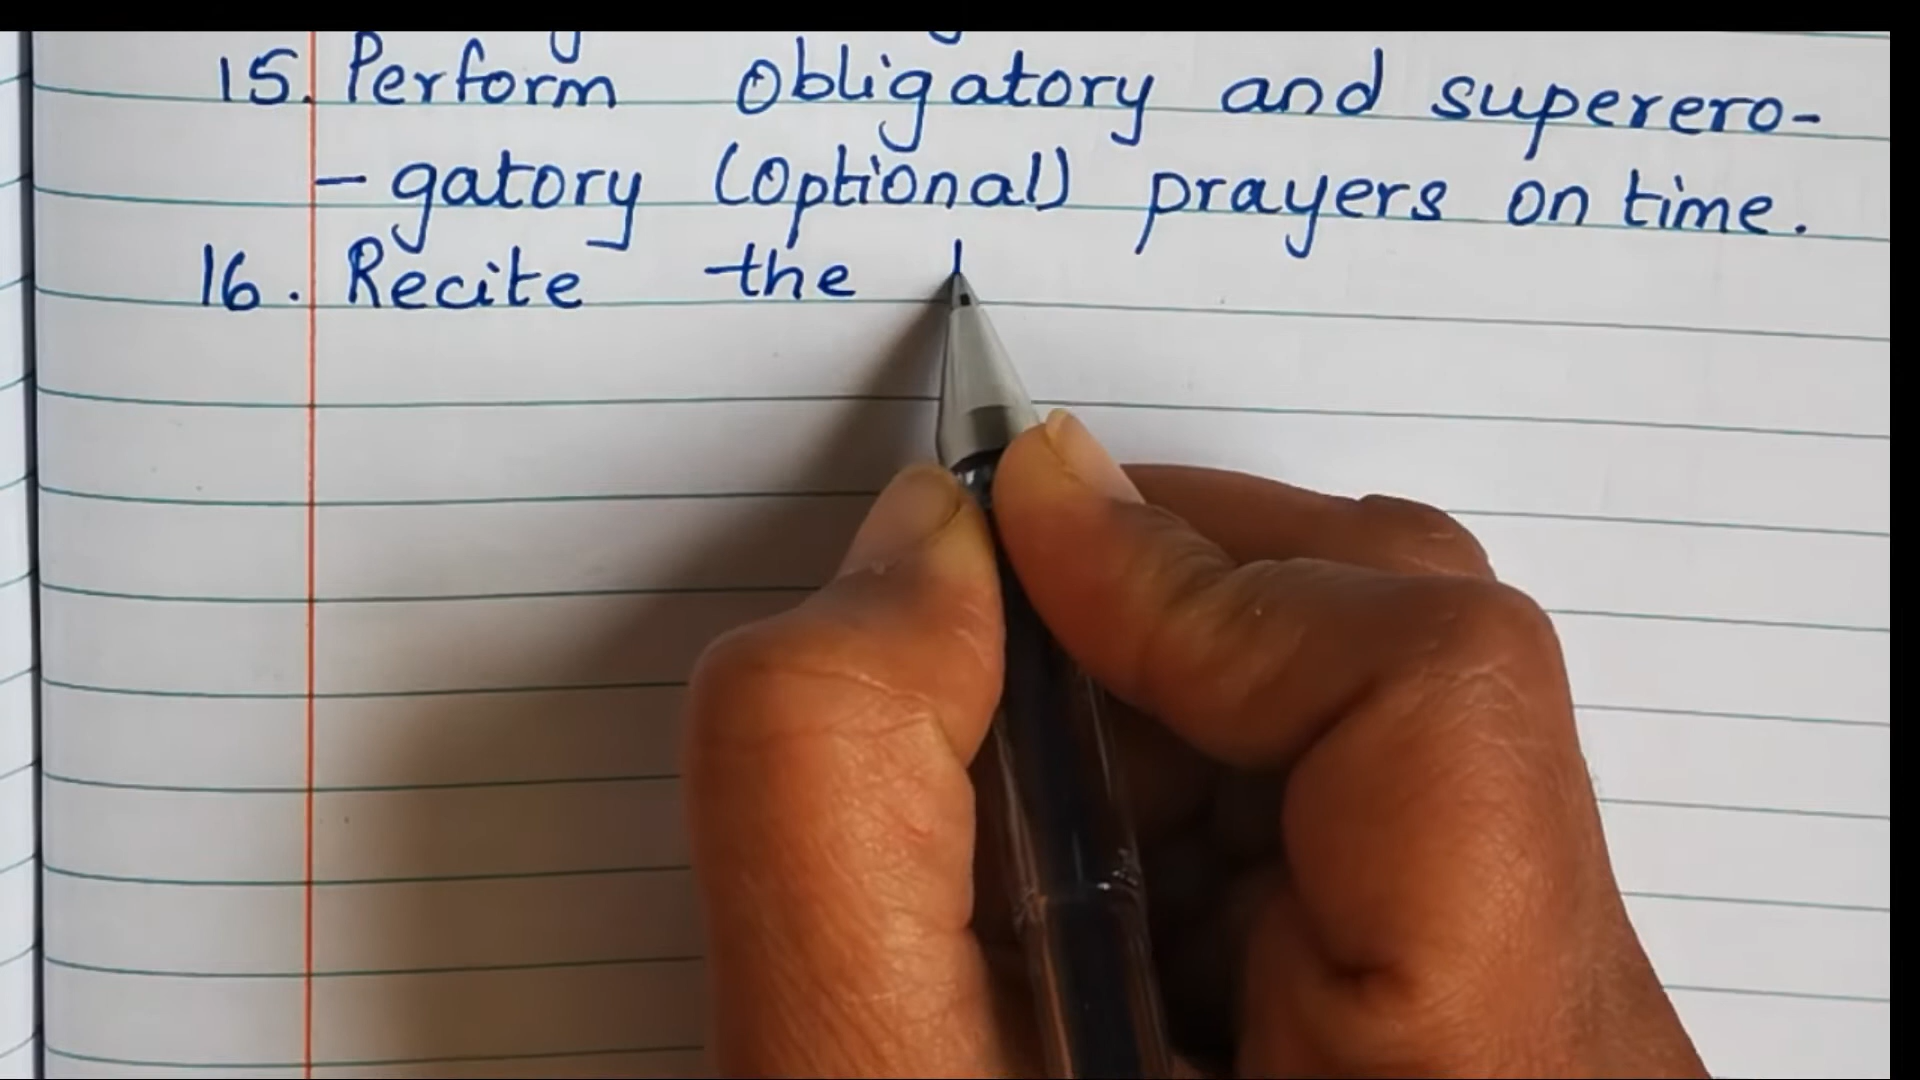 15. Perform obligatory and superero-
- gatory (optional) prayers on time.
16. Recite the